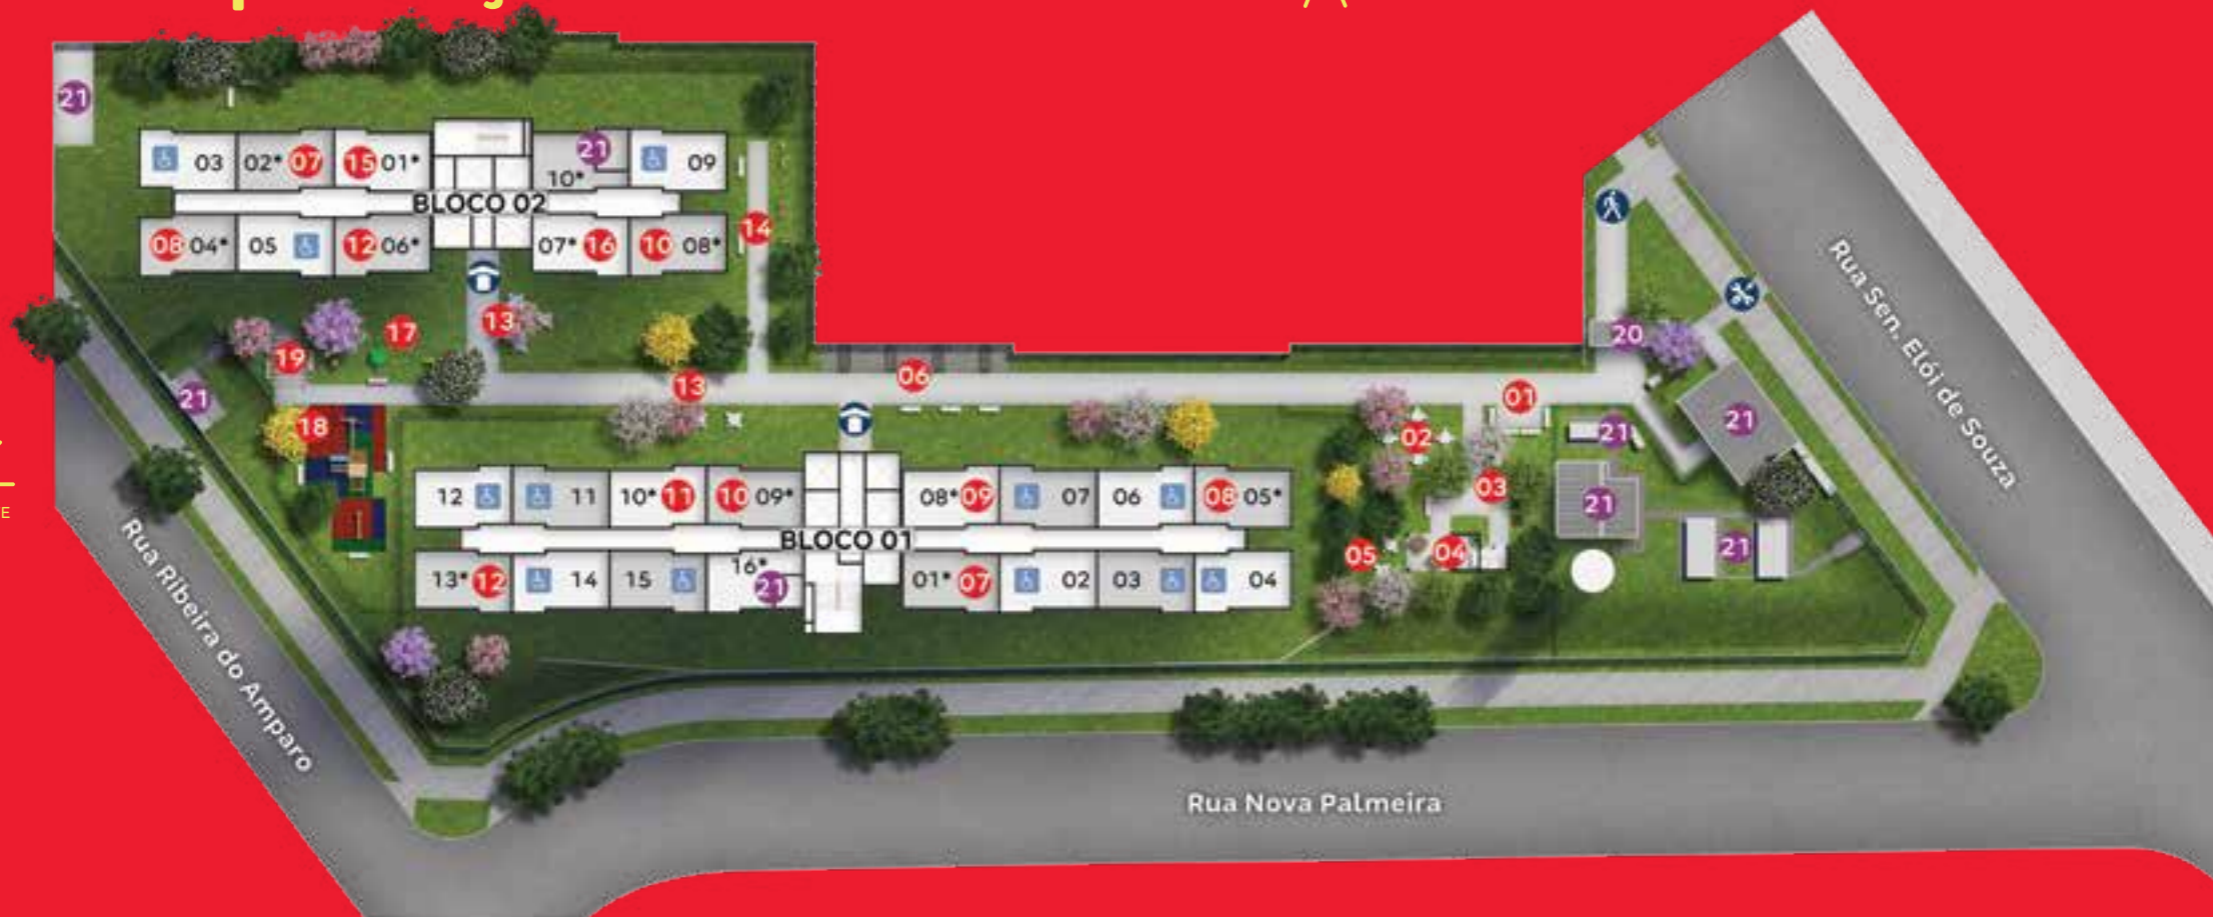 21
03 02* 07 15 01* 10* 21 09
BLOCO 02
08 04* 05 12 06* 07* 16 10 08*
14
13
17
19
13
06
21
18
20
01
02
21
21
03
21
05
04
21
12 11 10* 11 10 09* 08* 09 07 06 08 05*
BLOCO 01
13* 12 14 15 16* 21 01* 07 02 03 04
Rua Ribeira do Amparo
Rua Nova Palmeira
Rua Sen. Elói de Souza
E